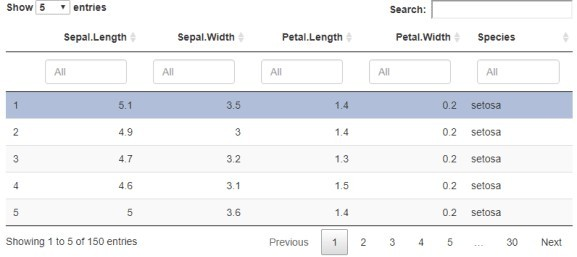 Show 5 entries Search:
Sepal.Length Sepal.Width Petal.Length Petal.Width Species
All All All All All
1 5.1 3.5 1.4 0.2 setosa
2 4.9 3 1.4 0.2 setosa
3 4.7 3.2 1.3 0.2 setosa
4 4.6 3.1 1.5 0.2 setosa
5 5 3.6 1.4 0.2 setosa
Showing 1 to 5 of 150 entries Previous 1 2 3 4 5 … 30 Next